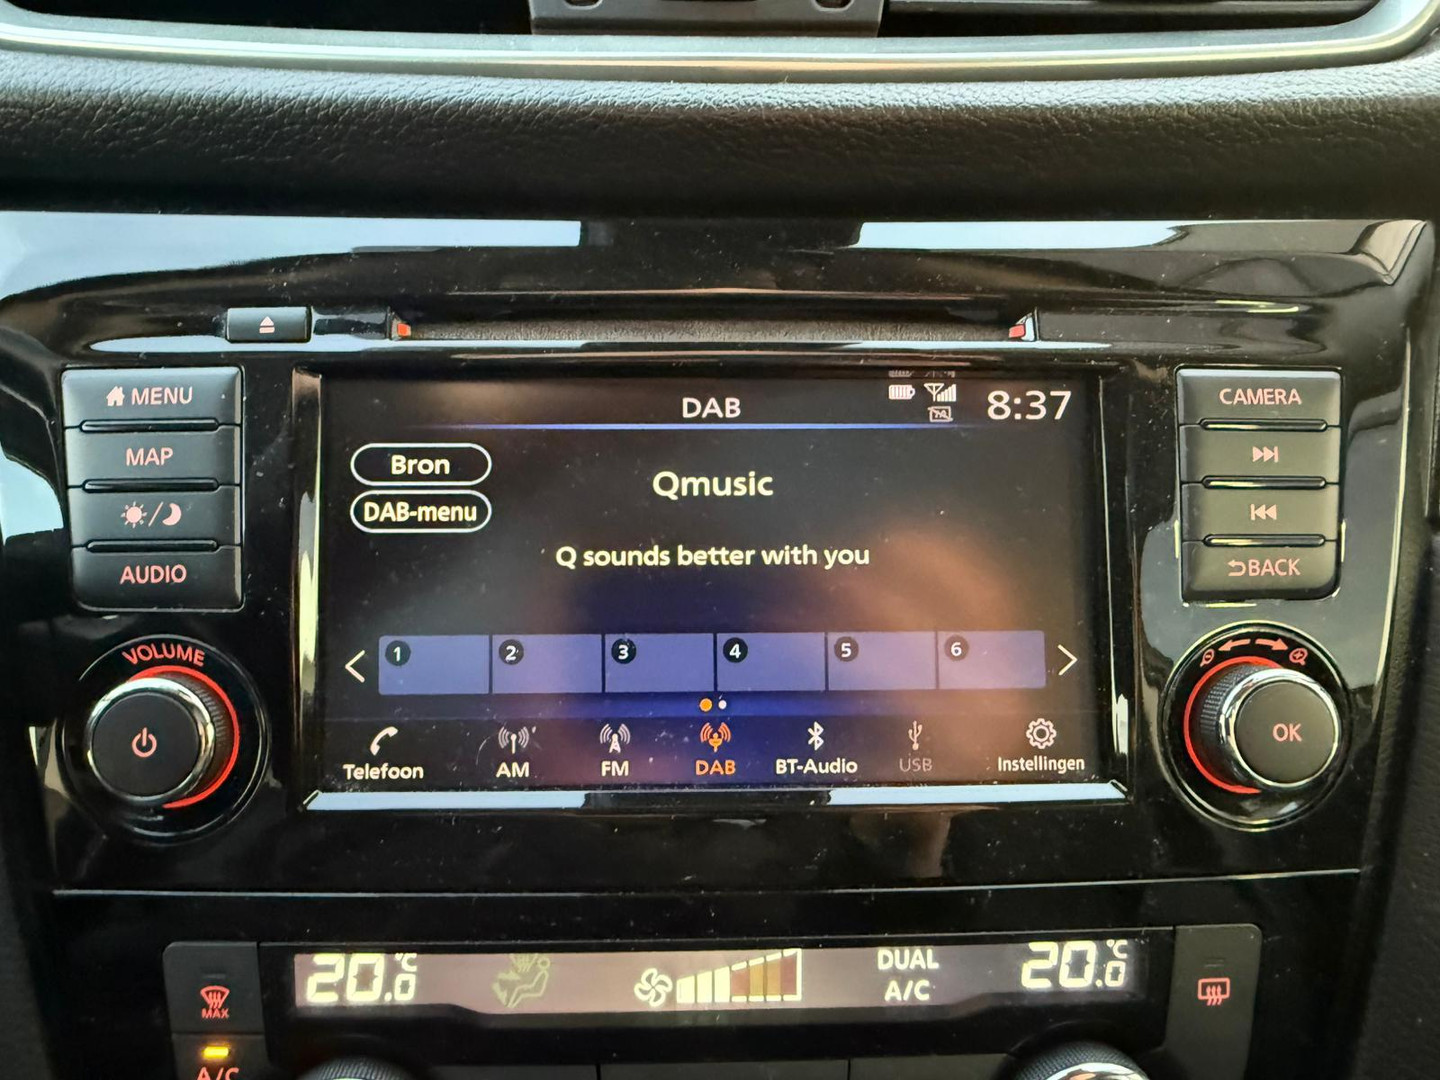 MENU
MAP
AUDIO
VOLUME
DAB
TA
8:37
Bron
DAB-menu
Qmusic
Q sounds better with you
1 2 3 4 5 6
Telefoon AM FM DAB BT-Audio USB Instellingen
CAMERA
BACK
OK
20.0 °C
DUAL
A/C
20.0 °C
MAX
A/C